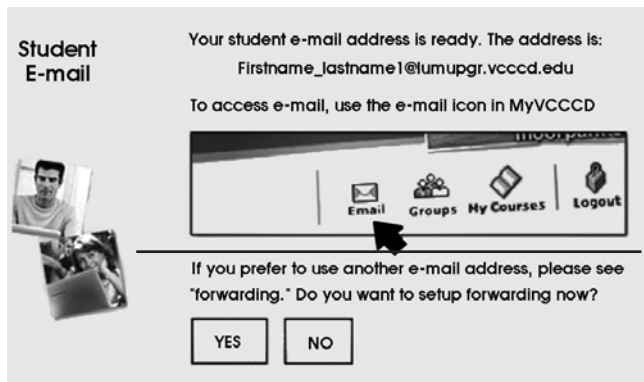 Student
E-mail
Your student e-mail address is ready. The address is:
Firstname_lastname1@lumupgr.vcccd.edu
To access e-mail, use the e-mail icon in MyVCCCD
Email
Groups
My Courses
Logout
If you prefer to use another e-mail address, please see
"forwarding." Do you want to setup forwarding now?
YES
NO